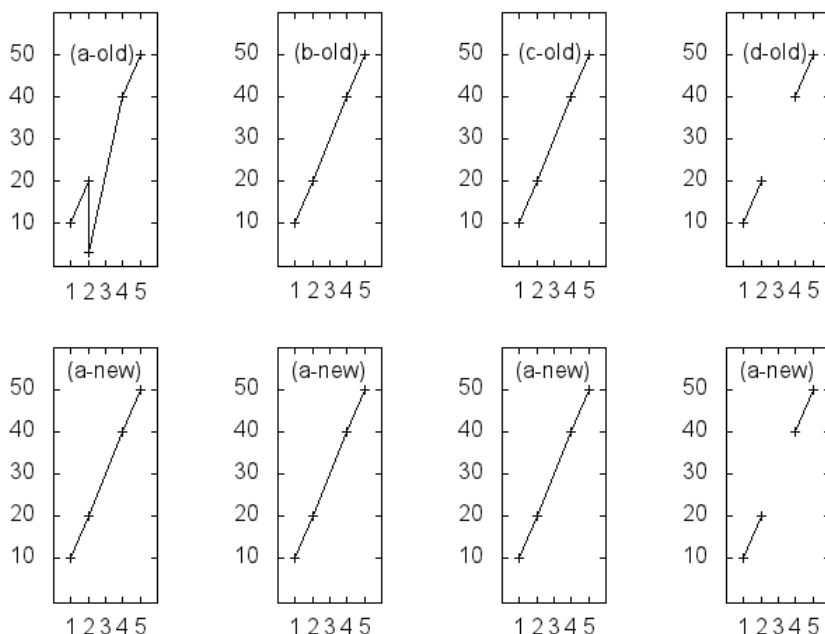 50 (a-old) 50 (b-old) 50 (c-old) 50 (d-old)
40 40 40 40
30 30 30 30
20 20 20 20
10 10 10 10
1 2 3 4 5 1 2 3 4 5 1 2 3 4 5 1 2 3 4 5
(a-new) (a-new) (a-new) (a-new)
50 50 50 50
40 40 40 40
30 30 30 30
20 20 20 20
10 10 10 10
1 2 3 4 5 1 2 3 4 5 1 2 3 4 5 1 2 3 4 5